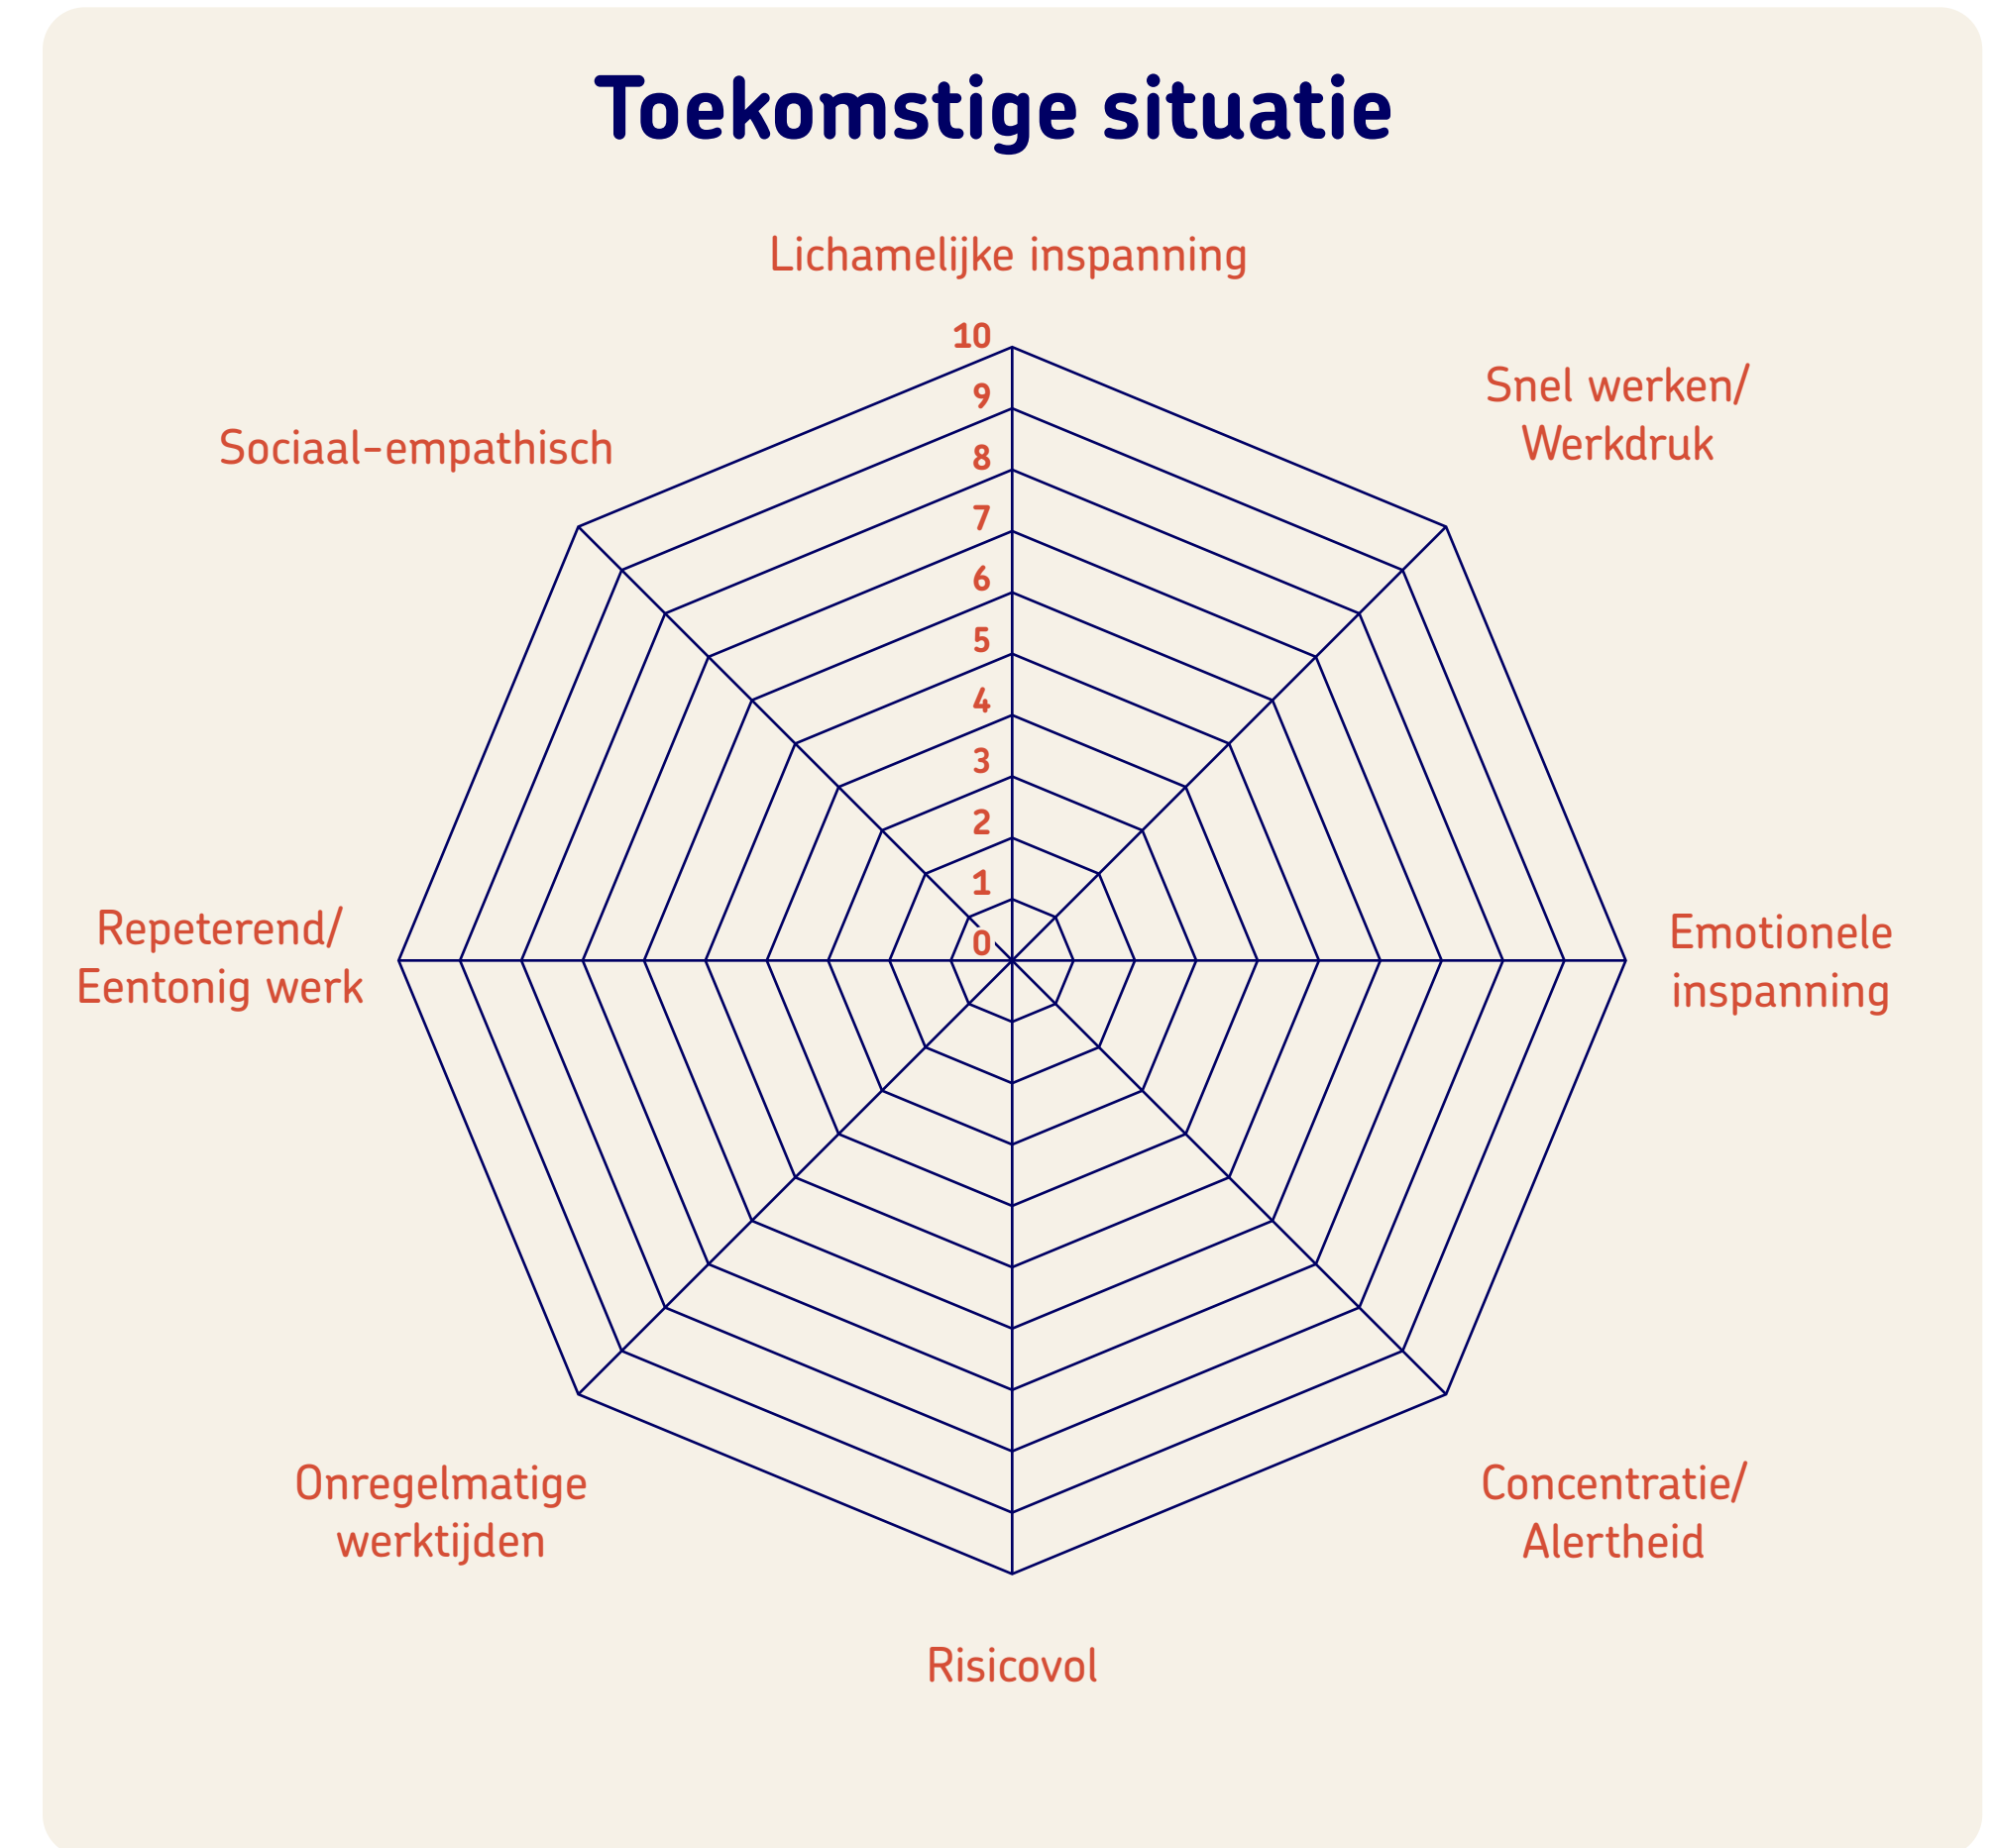 Toekomstige situatie
Lichamelijke inspanning
Snel werken/
Werkdruk
Sociaal-empathisch
10
9
8
7
6
5
4
3
2
1
0
Repeterend/
Eentonig werk
Emotionele
inspanning
Onregelmatige
werktijden
Concentratie/
Alertheid
Risicovol